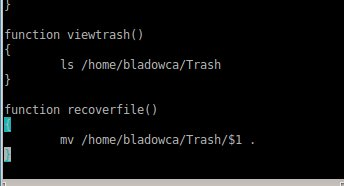 }
function viewtrash()
{
ls /home/bladowca/Trash
}
function recoverfile()
{
mv /home/bladowca/Trash/$1 .
}